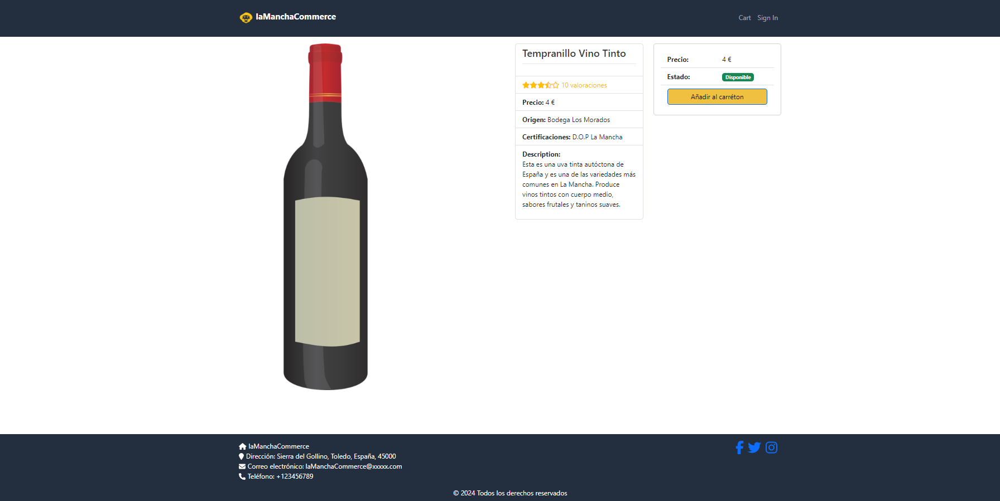 laManchaCommerce
Cart Sign In
Tempranillo Vino Tinto
10 valoraciones
Precio: 4 €
Origen: Bodega Los Morados
Certificaciones: D.O.P La Mancha
Description:
Esta es una uva tinta autóctona de
España y es una de las variedades más
comunes en La Mancha. Produce
vinos tintos con cuerpo medio,
sabores frutales y taninos suaves.
Precio: 4 €
Estado: Disponible
Añadir al carréton
laManchaCommerce
Dirección: Sierra del Gollino, Toledo, España, 45000
Correo electrónico: laManchaCommerce@xxxxx.com
Teléfono: +123456789
© 2024 Todos los derechos reservados